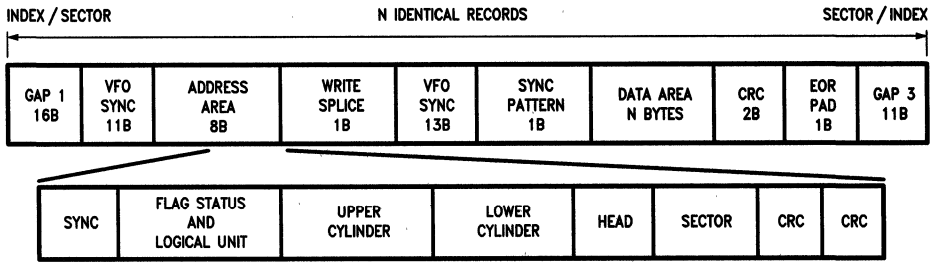 INDEX / SECTOR
N IDENTICAL RECORDS
SECTOR / INDEX
GAP 1
16B
VFO
SYNC
11B
ADDRESS
AREA
8B
WRITE
SPLICE
1B
VFO
SYNC
13B
SYNC
PATTERN
1B
DATA AREA
N BYTES
CRC
2B
EOR
PAD
1B
GAP 3
11B
SYNC
FLAG STATUS
AND
LOGICAL UNIT
UPPER
CYLINDER
LOWER
CYLINDER
HEAD
SECTOR
CRC
CRC